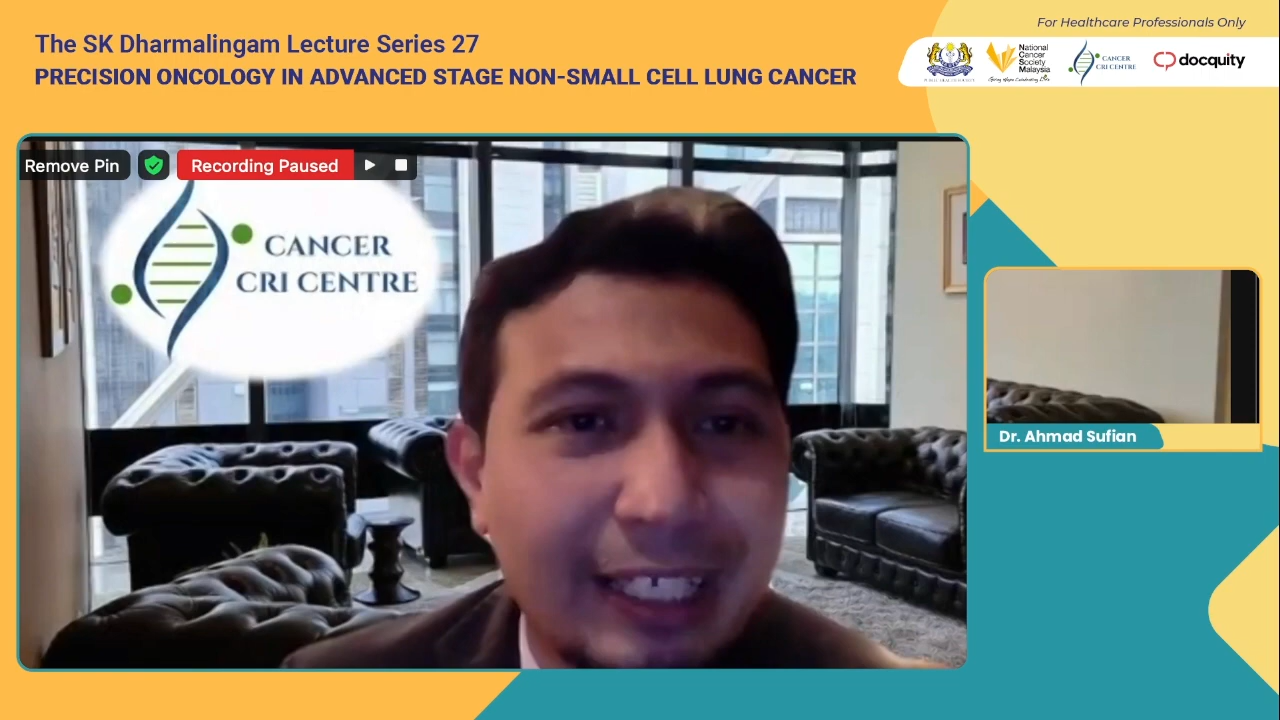 For Healthcare Professionals Only
The SK Dharmalingam Lecture Series 27
PRECISION ONCOLOGY IN ADVANCED STAGE NON-SMALL CELL LUNG CANCER
National
Cancer
Society
Malaysia
CANCER
CRI CENTRE
docquity
Remove Pin
Recording Paused
CANCER
CRI CENTRE
Dr. Ahmad Sufian